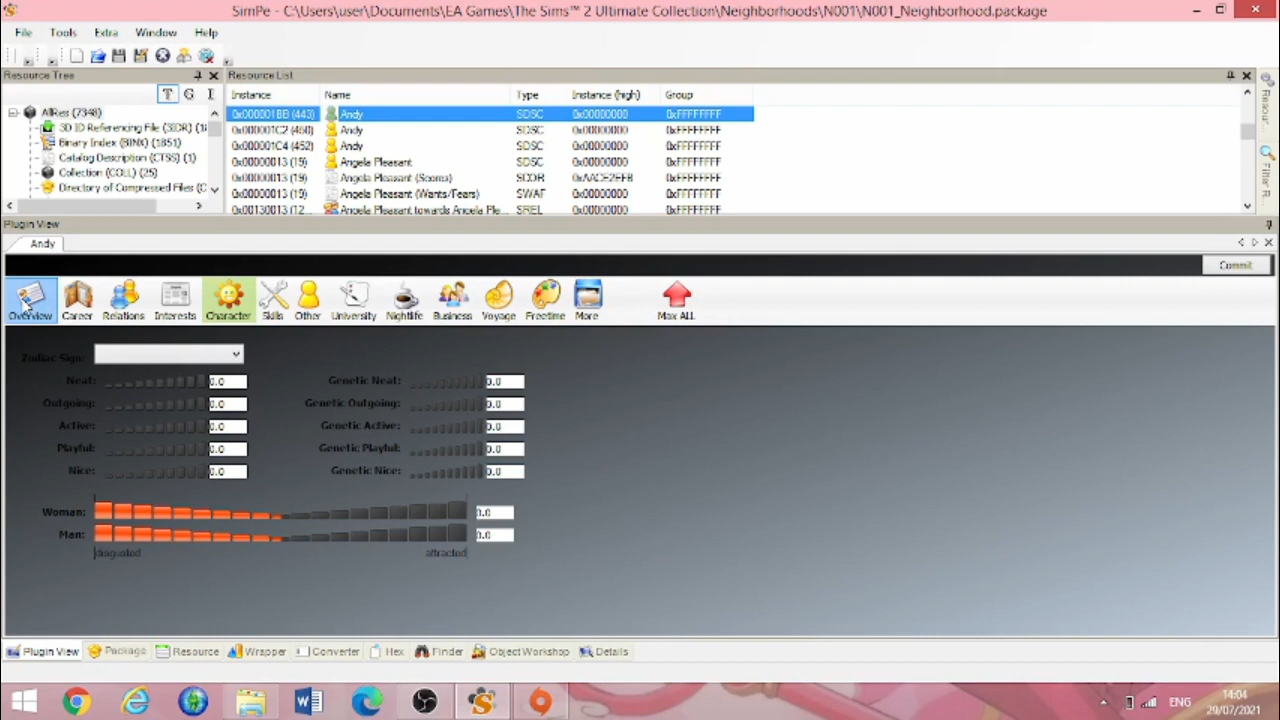 SimPe - C:\Users\user\Documents\EA Games\The Sims™ 2 Ultimate Collection\Neighborhoods\N001\N001_Neighborhood.package
File Tools Extra Window Help
Resource Tree
Resource List
T G I
AllRes (7348)
3D ID Referencing File (3IDR)
Binary Index (BINX) (1851)
Catalog Description (CTSS) (1)
Collection (COLL) (25)
Directory of Compressed Files (C
Instance Name Type Instance (high) Group
0x000001BB (443) Andy SDSC 0x00000000 0xFFFFFFFF
0x000001C2 (450) Andy SDSC 0x00000000 0xFFFFFFFF
0x000001C4 (452) Andy SDSC 0x00000000 0xFFFFFFFF
0x00000013 (19) Angela Pleasant SDSC 0x00000000 0xFFFFFFFF
0x00000013 (19) Angela Pleasant (Scores) SCOR 0x00000000
0x00000013 (19) Angela Pleasant (Wants/Fears) SWAF 0x00000000 0xFFFFFFFF
0x00130013 (12... Angela Pleasant towards Angela Ple... SREL 0x00000000 0xFFFFFFFF
Resour...
Filter R...
Plugin View
Andy
Commit
Overview Career Relations Interests Character Skills Other University Nightlife Business Voyage Freetime More Max ALL
Zodiac Sign:
Neat: 0.0 Genetic Neat: 0.0
Outgoing: 0.0 Genetic Outgoing: 0.0
Active: 0.0 Genetic Active: 0.0
Playful: 0.0 Genetic Playful: 0.0
Nice: 0.0 Genetic Nice: 0.0
Woman: 0.0
Man: 0.0
disgusted attracted
Plugin View Package Resource Wrapper Converter Hex Finder Object Workshop Details
ENG
14:04
29/07/2021